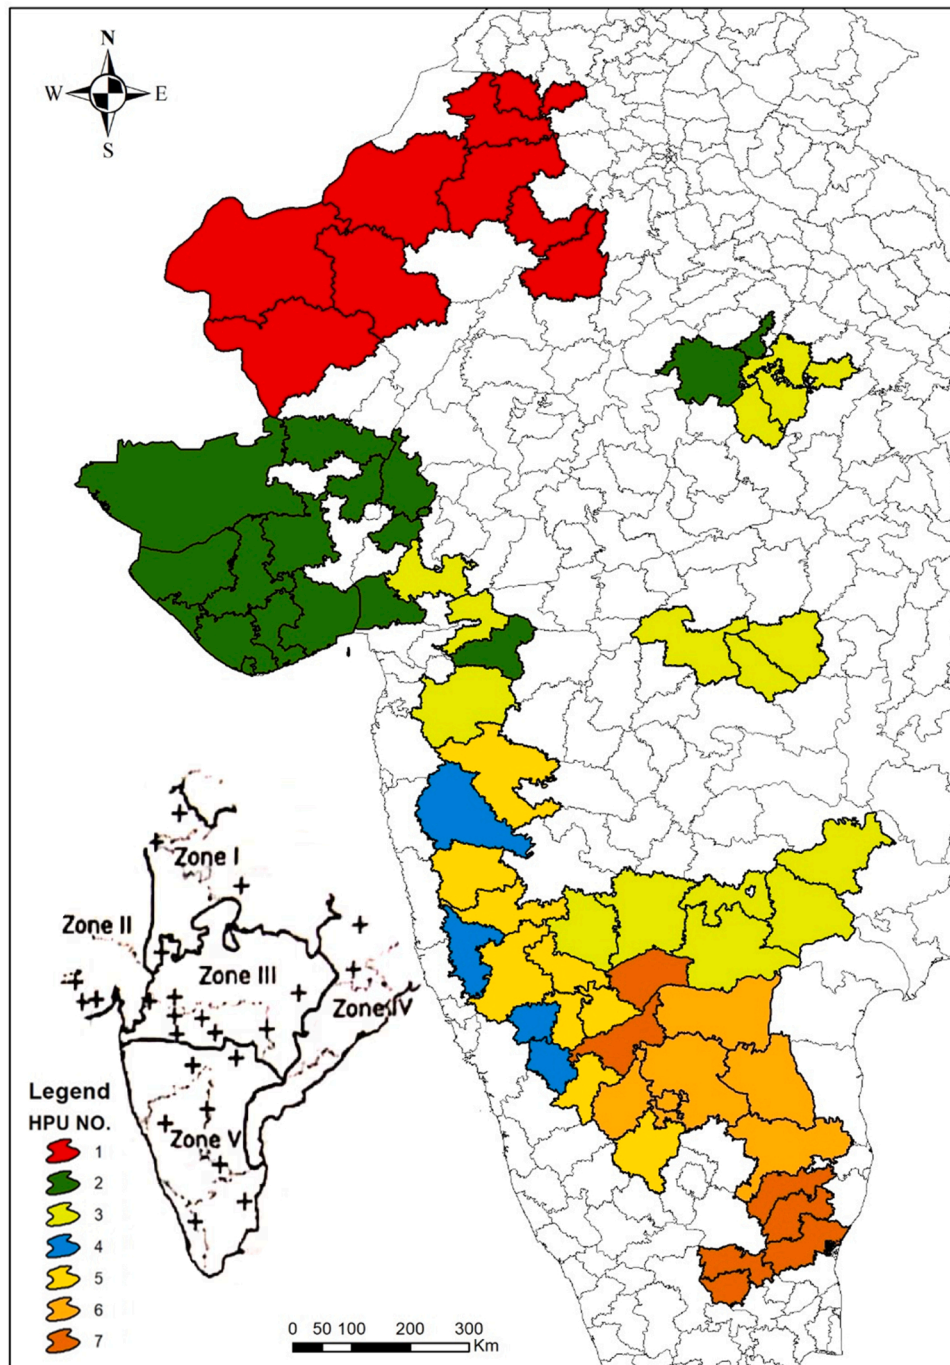 N
W E
S
Zone I
Zone II
Zone III
Zone IV
Zone V
Legend
HPU NO.
1
2
3
4
5
6
7
0 50 100 200 300
Km